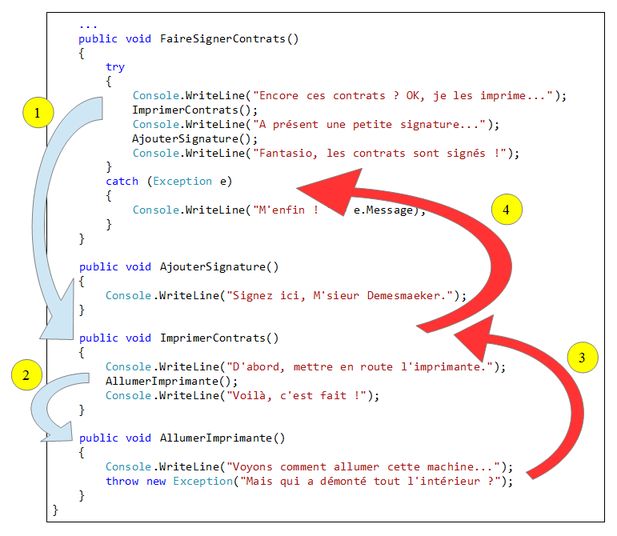 ...
public void FaireSignerContrats()
{
try
{
Console.WriteLine("Encore ces contrats ? OK, je les imprime...");
1
ImprimerContrats();
Console.WriteLine("A présent une petite signature...");
AjouterSignature();
Console.WriteLine("Fantasio, les contrats sont signés !");
}
catch (Exception e)
{
Console.WriteLine("M'enfin ! e.Message);
4
}
}
public void AjouterSignature()
{
Console.WriteLine("Signez ici, M'sieur Demesmaeker.");
}
public void ImprimerContrats()
{
3
Console.WriteLine("D'abord, mettre en route l'imprimante.");
2
AllumerImprimante();
Console.WriteLine("Voilà, c'est fait !");
}
public void AllumerImprimante()
{
Console.WriteLine("Voyons comment allumer cette machine...");
throw new Exception("Mais qui a démonté tout l'intérieur ?");
}
}